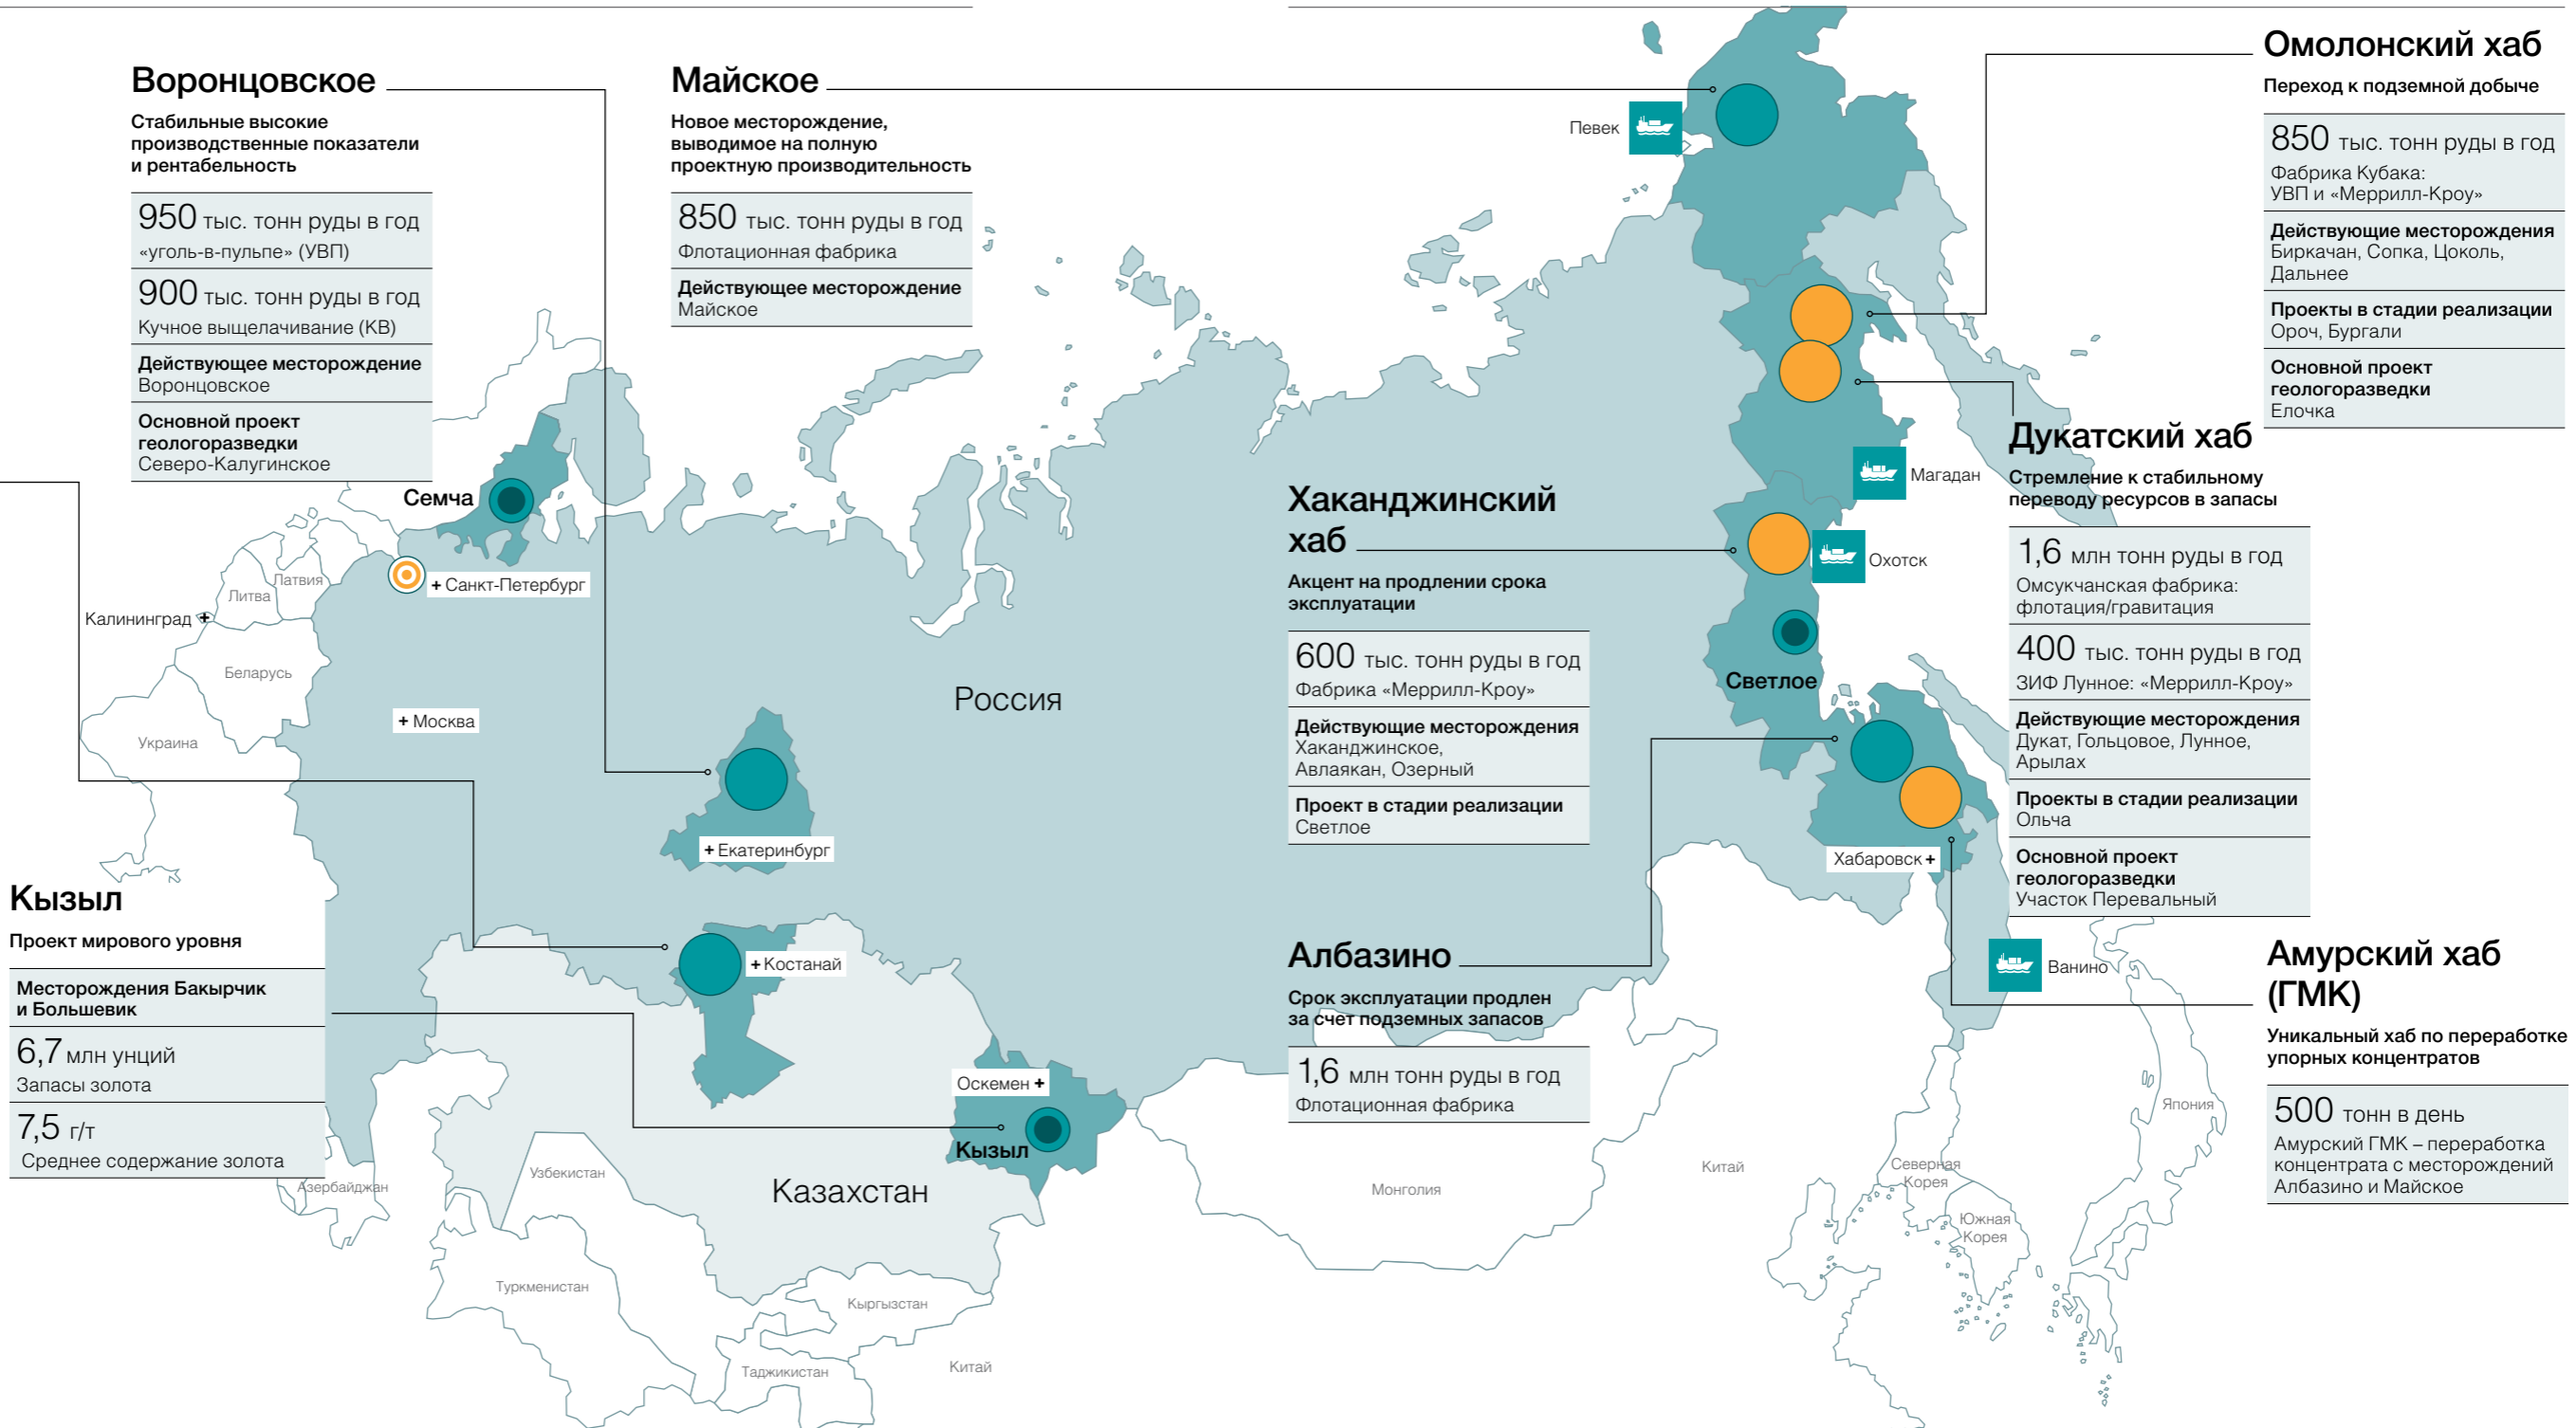 Воронцовское
Стабильные высокие
производственные показатели
и рентабельность
950 тыс. тонн руды в год
«уголь-в-пульпе» (УВП)
900 тыс. тонн руды в год
Кучное выщелачивание (КВ)
Действующее месторождение
Воронцовское
Основной проект
геологоразведки
Северо-Калугинское
Майское
Новое месторождение,
выводимое на полную
проектную производительность
850 тыс. тонн руды в год
Флотационная фабрика
Действующее месторождение
Майское
Омолонский хаб
Переход к подземной добыче
850 тыс. тонн руды в год
Фабрика Кубака:
УВП и «Меррилл-Кроу»
Действующие месторождения
Биркачан, Сопка, Цоколь,
Дальнее
Проекты в стадии реализации
Ороч, Бургали
Основной проект
геологоразведки
Елочка
Дукатский хаб
Стремление к стабильному
переводу ресурсов в запасы
1,6 млн тонн руды в год
Омсукчанская фабрика:
флотация/гравитация
400 тыс. тонн руды в год
ЗИФ Лунное: «Меррилл-Кроу»
Действующие месторождения
Дукат, Гольцовое, Лунное,
Арылах
Проекты в стадии реализации
Ольча
Основной проект
геологоразведки
Участок Перевальный
Хаканджинский
хаб
Акцент на продлении срока
эксплуатации
600 тыс. тонн руды в год
Фабрика «Меррилл-Кроу»
Действующие месторождения
Хаканджинское,
Авлаякан, Озерный
Проект в стадии реализации
Светлое
Албазино
Срок эксплуатации продлен
за счет подземных запасов
1,6 млн тонн руды в год
Флотационная фабрика
Амурский хаб
(ГМК)
Уникальный хаб по переработке
упорных концентратов
500 тонн в день
Амурский ГМК – переработка
концентрата с месторождений
Албазино и Майское
Кызыл
Проект мирового уровня
Месторождения Бакырчик
и Большевик
6,7 млн унций
Запасы золота
7,5 г/т
Среднее содержание золота
Певек
Магадан
Охотск
Светлое
Хабаровск +
Ванино
Семча
+ Санкт-Петербург
Латвия
Литва
Калининград +
Беларусь
Украина
+ Москва
Россия
+ Екатеринбург
+ Костанай
Оскемен +
Кызыл
Казахстан
Азербайджан
Узбекистан
Туркменистан
Кыргызстан
Таджикистан
Китай
Монголия
Китай
Северная
Корея
Южная
Корея
Япония